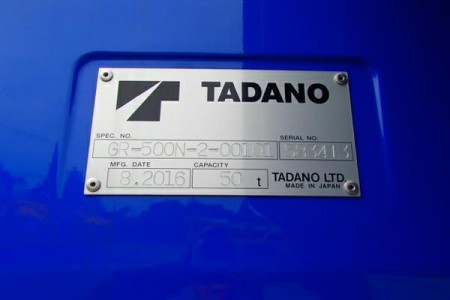 TADANO
SPEC. NO. SERIAL NO.
GR-500N-2-00101 583413
MFG. DATE CAPACITY
8.2016 50 t TADANO LTD.
MADE IN JAPAN